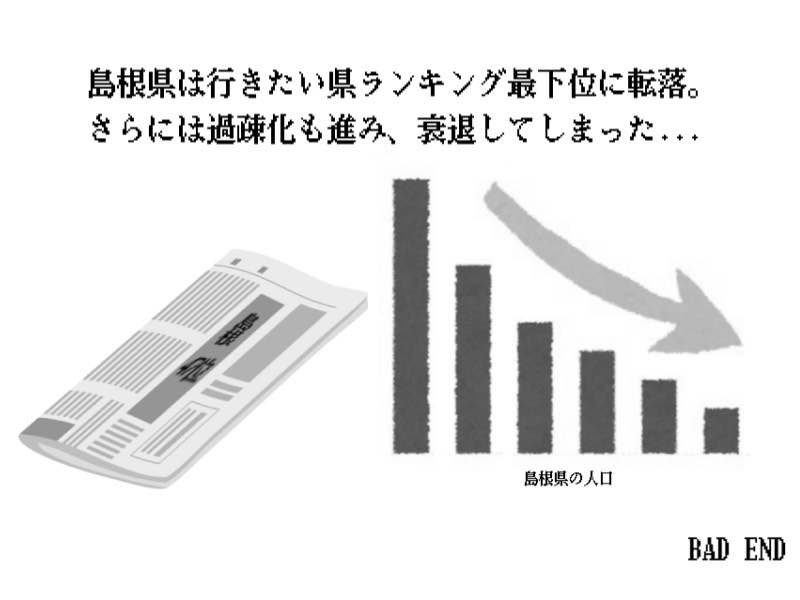 島根県は行きたい県ランキング最下位に転落。
さらには過疎化も進み、衰退してしまった...
島根県の人口
BAD END